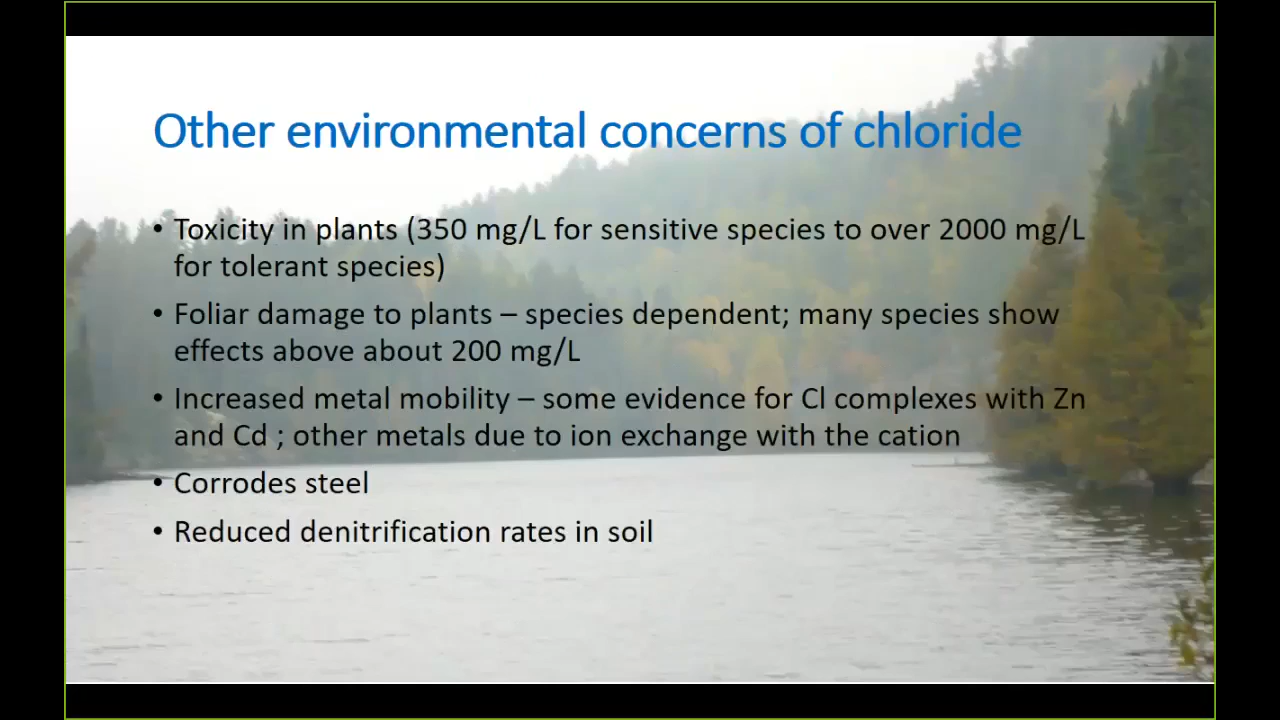 Other environmental concerns of chloride
• Toxicity in plants (350 mg/L for sensitive species to over 2000 mg/L
for tolerant species)
• Foliar damage to plants – species dependent; many species show
effects above about 200 mg/L
• Increased metal mobility – some evidence for Cl complexes with Zn
and Cd ; other metals due to ion exchange with the cation
• Corrodes steel
• Reduced denitrification rates in soil